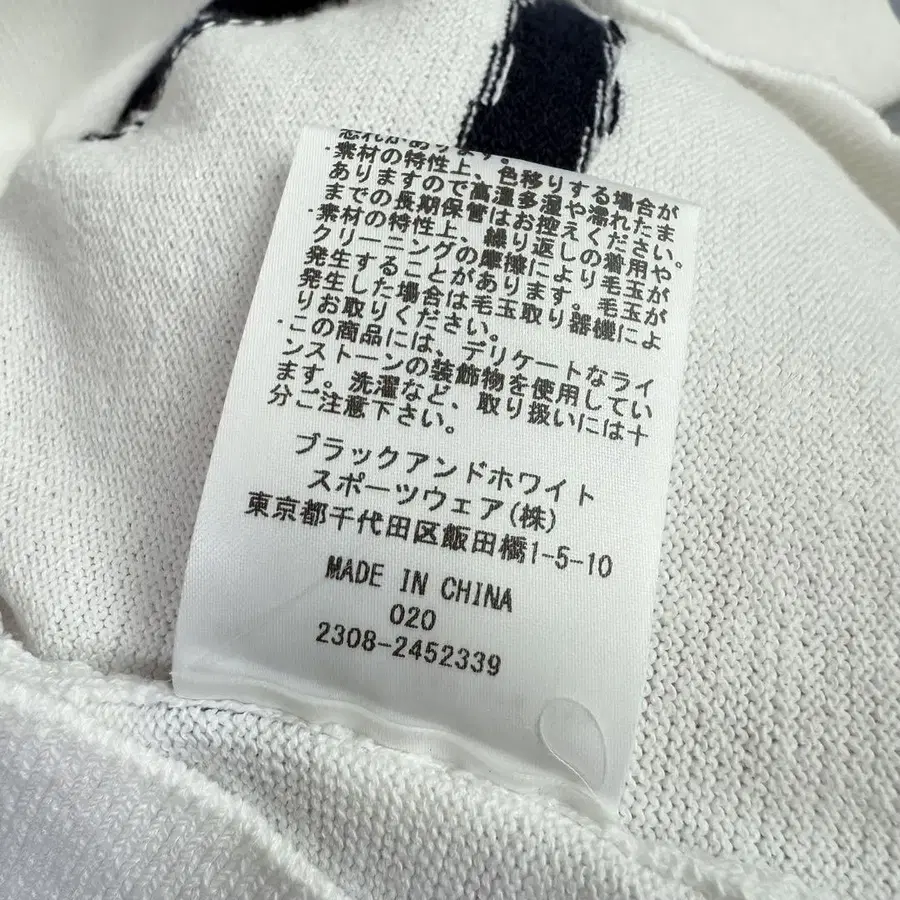 恐れがあります。
・素材の特性上、色移りする場合が
ありますので高温多湿や濡れたま
までの長期保管はお控えください。
・素材の特性上、繰り返しの着用や
クリーニングの摩擦により毛玉が
発生することがあります。毛玉が
発生した場合は毛玉取り器機によ
りお取りください。
・この商品には、デリケートなライ
ンストーンの装飾物を使用してい
ます。洗濯など、取り扱いには十
分ご注意下さい。
ブラックアンドホワイト
スポーツウェア(株)
東京都千代田区飯田橋1-5-10
MADE IN CHINA
020
2308-2452339